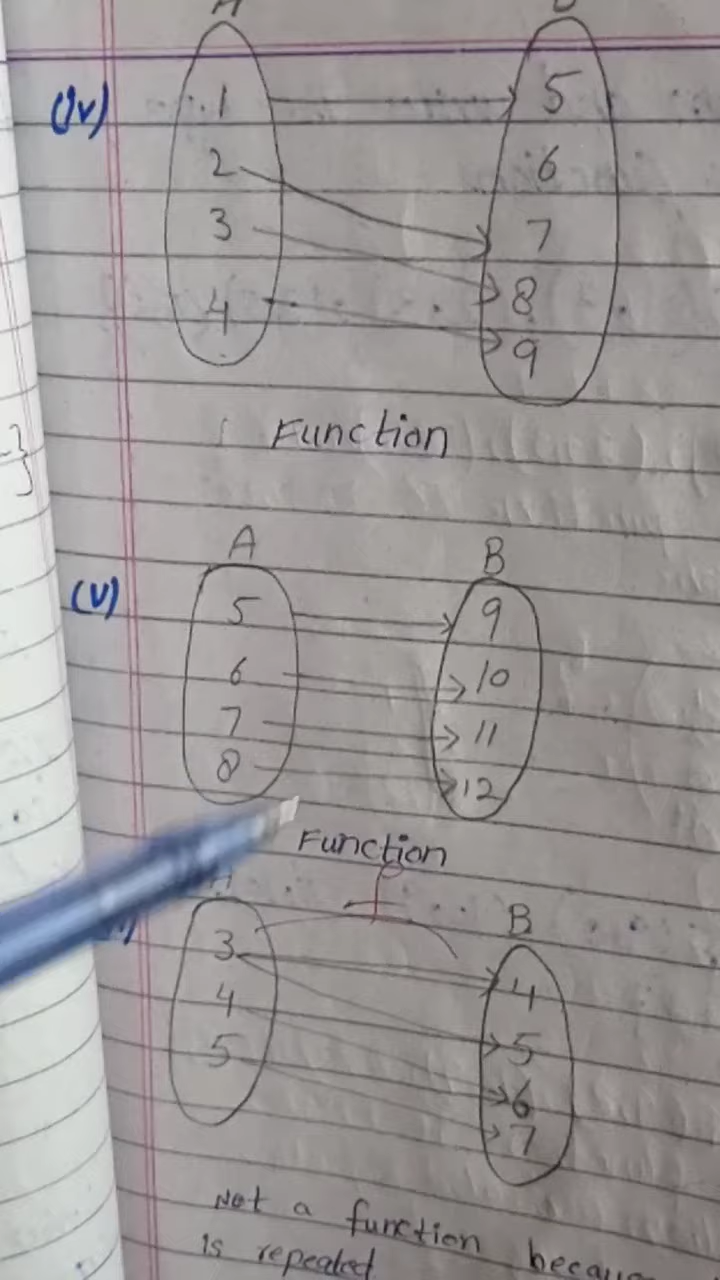 (iv)
1 5
2 6
3 7
4 8
9
Function
A B
(v)
5 9
6 10
7 11
8 12
Function
f
B
3 4
4 5
5 6
7
Not a function
is repeated